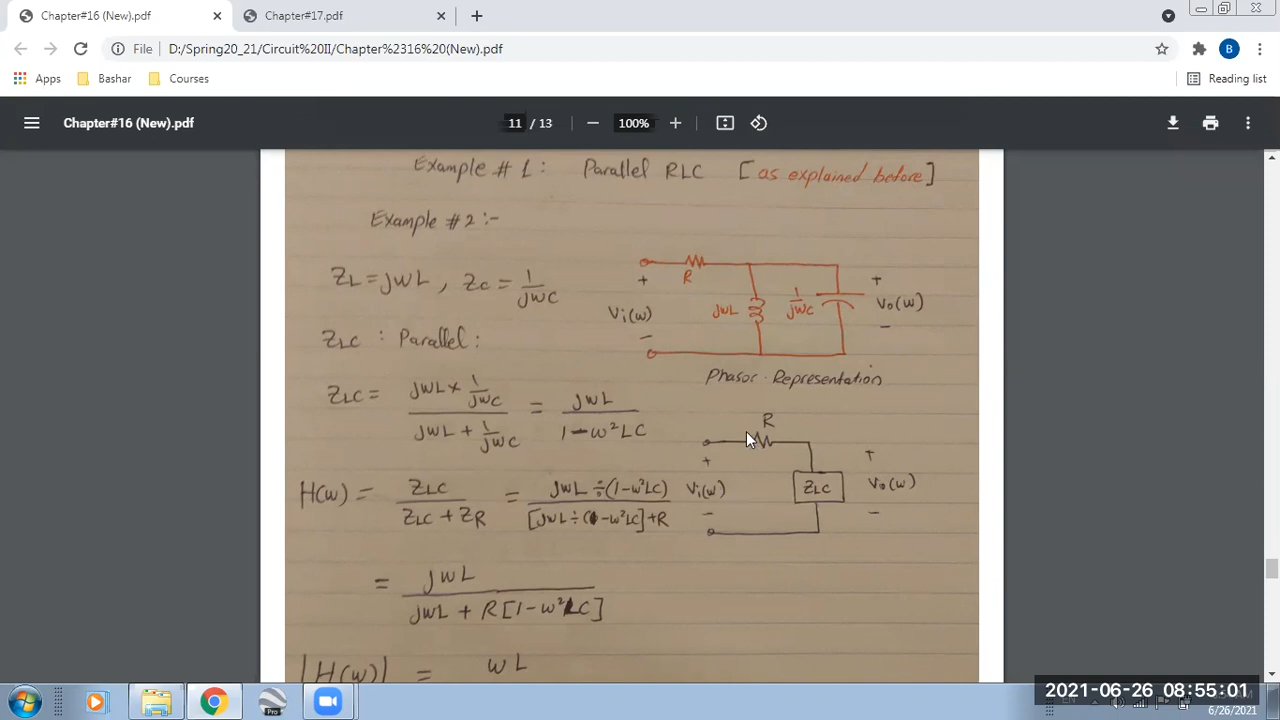 Chapter#16 (New).pdf
Chapter#17.pdf
File D:/Spring20_21/Circuit%20II/Chapter%2316%20(New).pdf
B
Apps Bashar Courses Reading list
Chapter#16 (New).pdf 11 / 13 100%
Example # 1 : Parallel RLC [as explained before]
Example # 2 :-
R
+
ZL = jωL , Zc = 1/jωC
Vi(ω)
-
jωL
1/jωC
+
Vo(ω)
-
Phasor Representation
ZLC : Parallel :
ZLC = jωL x 1/jωC / jωL + 1/jωC = jωL / 1-ω²LC
R
+
Vi(ω)
-
ZLC
+
Vo(ω)
-
H(ω) = ZLC / ZLC + ZR = jωL ÷ (1-ω²LC) / [jωL ÷ (1-ω²LC] + R
= jωL / jωL + R[1-ω²LC]
|H(ω)| = ωL
Pro
EN
2021-06-26 08:55:01
6/26/2021